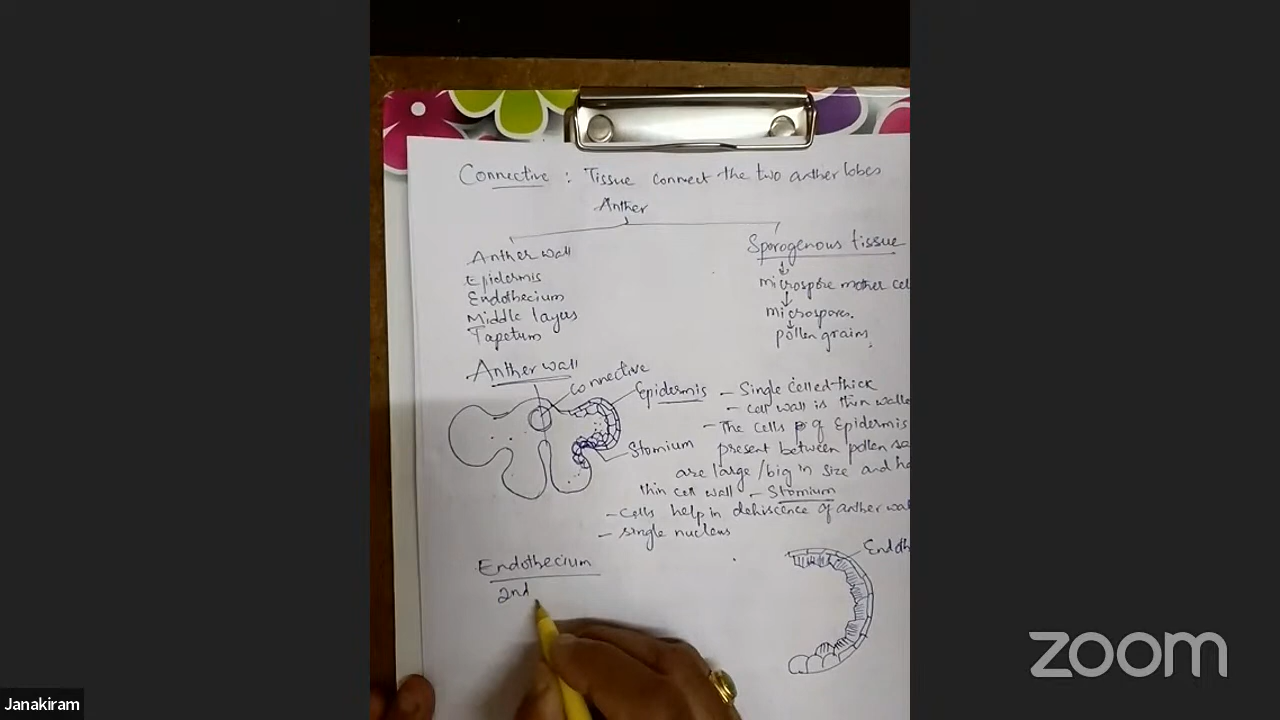 Connective : Tissue connect the two anther lobes
Anther
Anther wall
Epidermis
Endothecium
Middle layers
Tapetum
Sporogenous tissue
microspore mother cel
microspores.
pollen grains
Anther wall
Connective
Epidermis - Single celled-thick
- Cell wall is thin walle
- The cells of Epidermis
Stomium
present between pollen sa
are large/big in size and ha
thin cell wall - Stomium
- Cells help in dehiscence of anther wal
- single nucleus
Endothecium
2nd
Endoth
zoom
Janakiram